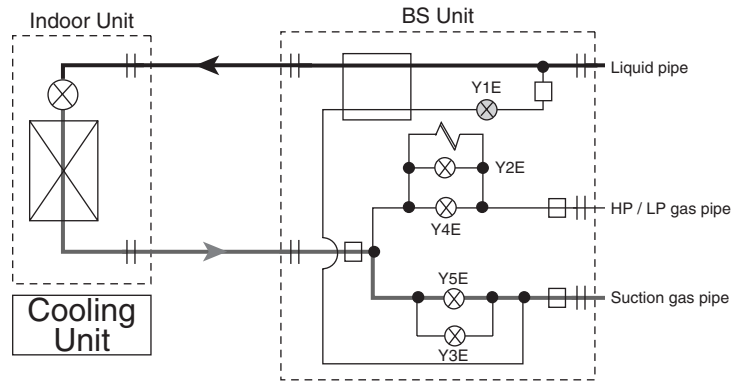 Indoor Unit
BS Unit
Liquid pipe
Y1E
Y2E
HP / LP gas pipe
Y4E
Y5E
Suction gas pipe
Y3E
Cooling
Unit